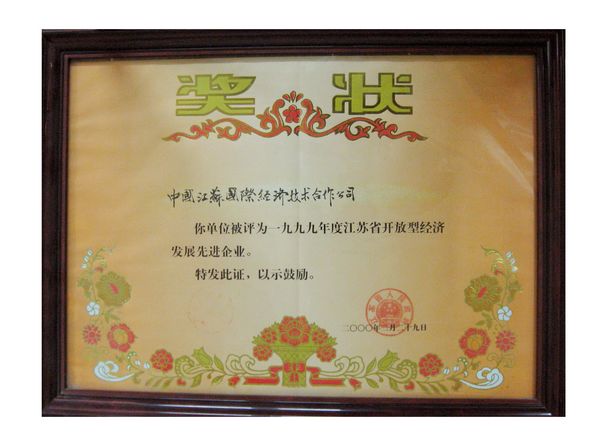 奖状
中國江蘇國際經濟技术合作公司
你单位被评为一九九九年度江苏省开放型经济
发展先进企业。
特发此证，以示鼓励。
二〇〇〇年二月二十九日